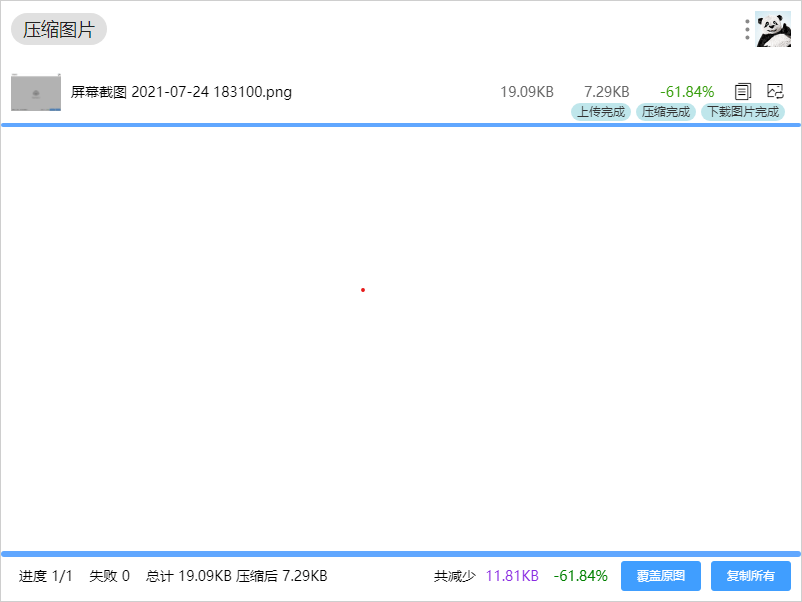 压缩图片
屏幕截图 2021-07-24 183100.png 19.09KB 7.29KB -61.84%
上传完成 压缩完成 下载图片完成
进度 1/1 失败 0 总计 19.09KB 压缩后 7.29KB 共减少 11.81KB -61.84% 覆盖原图 复制所有